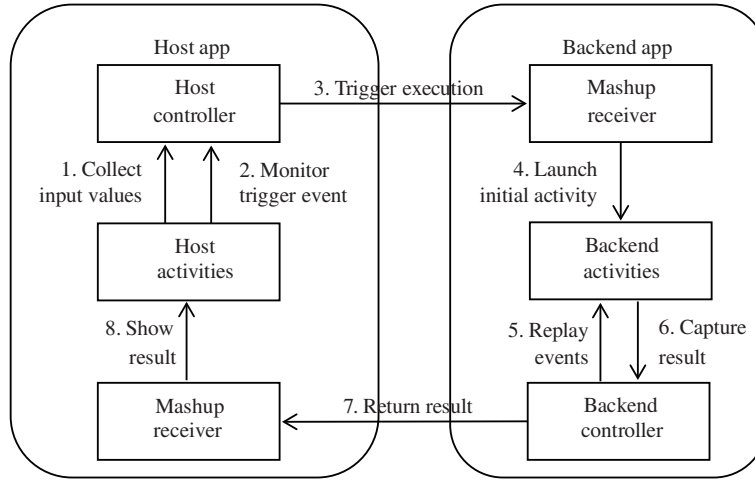 Host app
Host
controller
1. Collect
input values
2. Monitor
trigger event
Host
activities
8. Show
result
Mashup
receiver
3. Trigger execution
7. Return result
Backend app
Mashup
receiver
4. Launch
initial activity
Backend
activities
5. Replay
events
6. Capture
result
Backend
controller